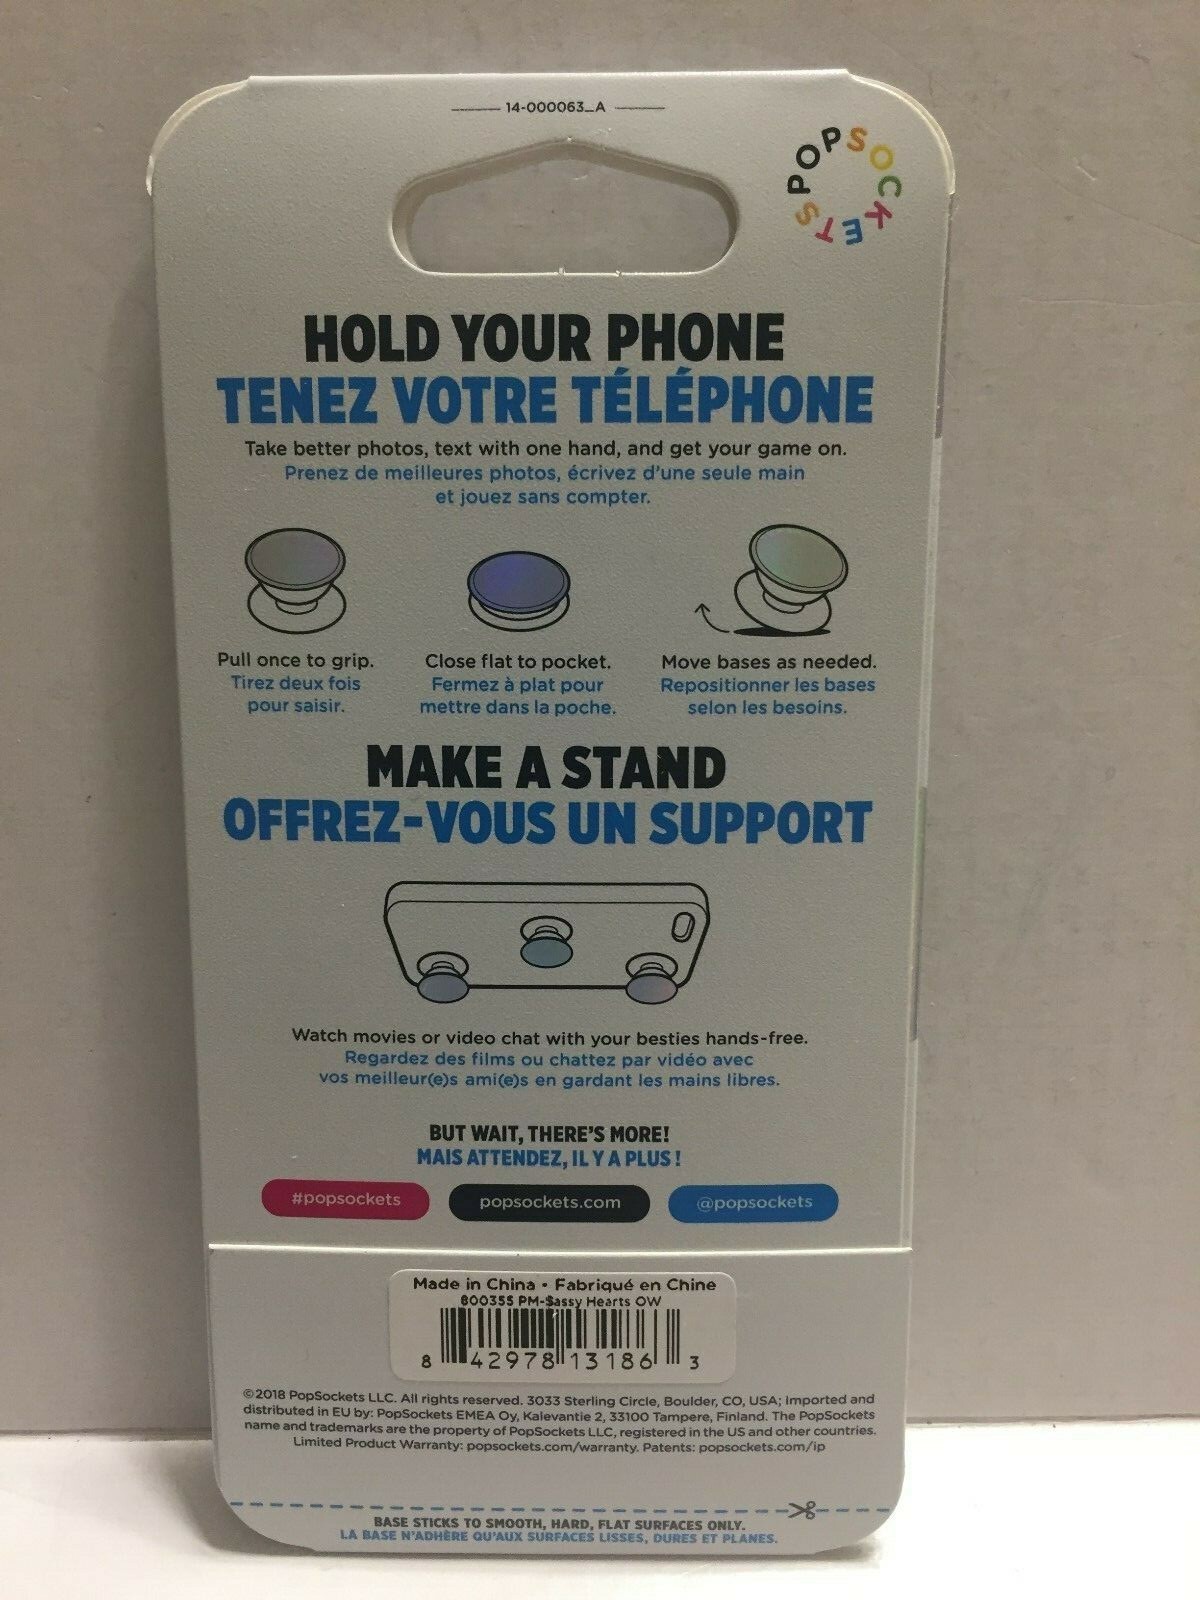 14-000063_A
POPSOCKETS
HOLD YOUR PHONE
TENEZ VOTRE TÉLÉPHONE
Take better photos, text with one hand, and get your game on.
Prenez de meilleures photos, écrivez d'une seule main
et jouez sans compter.
Pull once to grip.
Tirez deux fois
pour saisir.
Close flat to pocket.
Fermez à plat pour
mettre dans la poche.
Move bases as needed.
Repositionner les bases
selon les besoins.
MAKE A STAND
OFFREZ-VOUS UN SUPPORT
Watch movies or video chat with your besties hands-free.
Regardez des films ou chattez par vidéo avec
vos meilleur(e)s ami(e)s en gardant les mains libres.
BUT WAIT, THERE'S MORE!
MAIS ATTENDEZ, IL Y A PLUS !
#popsockets
popsockets.com
@popsockets
Made in China • Fabriqué en Chine
800355 PM-Sassy Hearts OW
8 42978 13186 3
©2018 PopSockets LLC. All rights reserved. 3033 Sterling Circle, Boulder, CO, USA; Imported and
distributed in EU by: PopSockets EMEA Oy, Kalevantie 2, 33100 Tampere, Finland. The PopSockets
name and trademarks are the property of PopSockets LLC, registered in the US and other countries.
Limited Product Warranty: popsockets.com/warranty. Patents: popsockets.com/ip
BASE STICKS TO SMOOTH, HARD, FLAT SURFACES ONLY.
LA BASE N'ADHÈRE QU'AUX SURFACES LISSES, DURES ET PLANES.